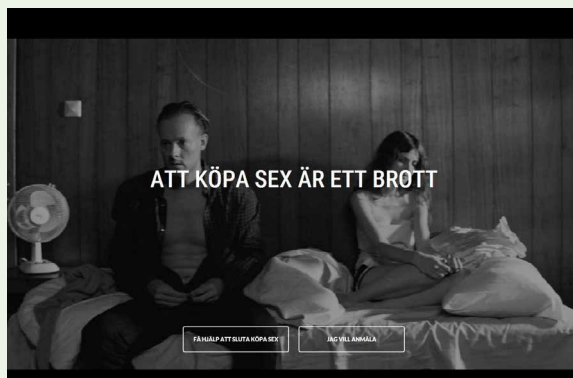 ATT KÖPA SEX ÄR ETT BROTT
FÅ HJÄLP ATT SLUTA KÖPA SEX
JAG VILL ANMÄLA